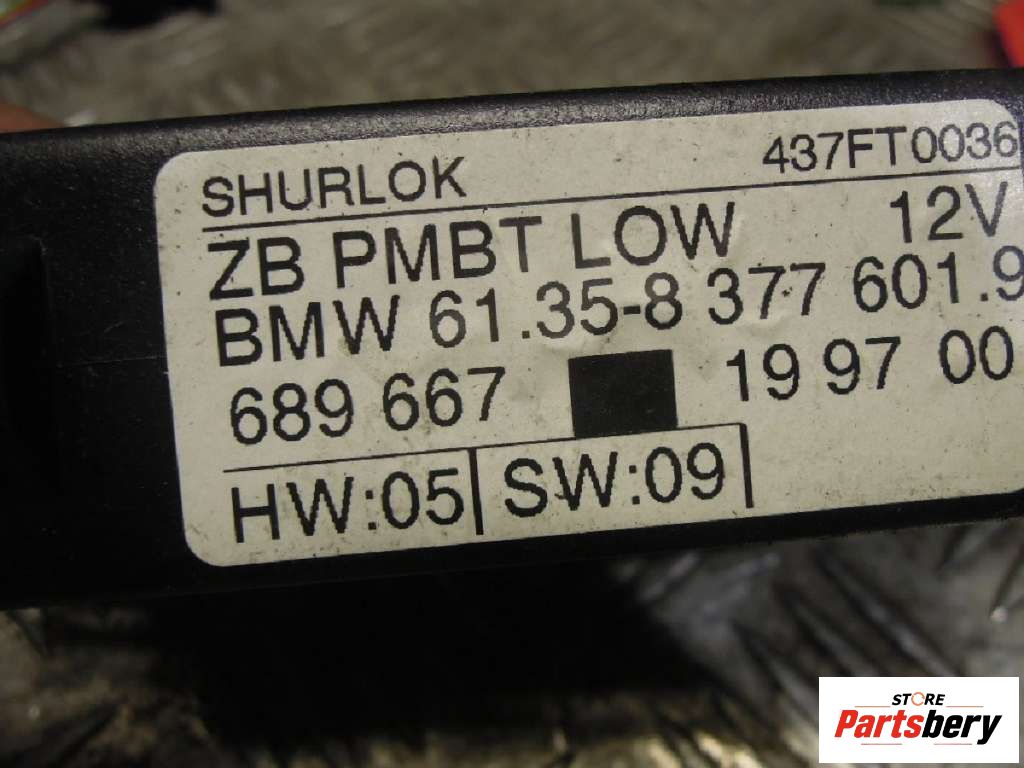 SHURLOK 437FT0036
ZB PMBT LOW 12V
BMW 61.35-8 377 601.9
689 667 19 97 00
HW:05 SW:09
STORE
Partsbery